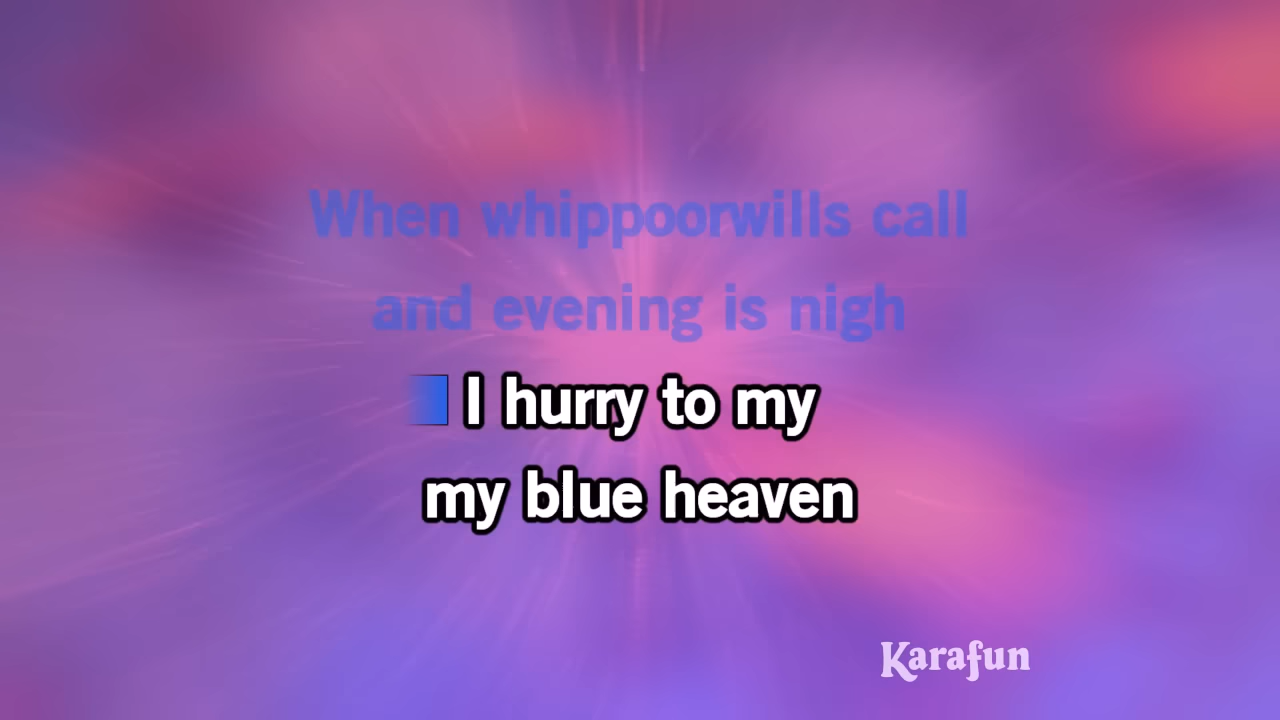 When whippoorwills call
and evening is nigh
I hurry to my
my blue heaven
Karafun